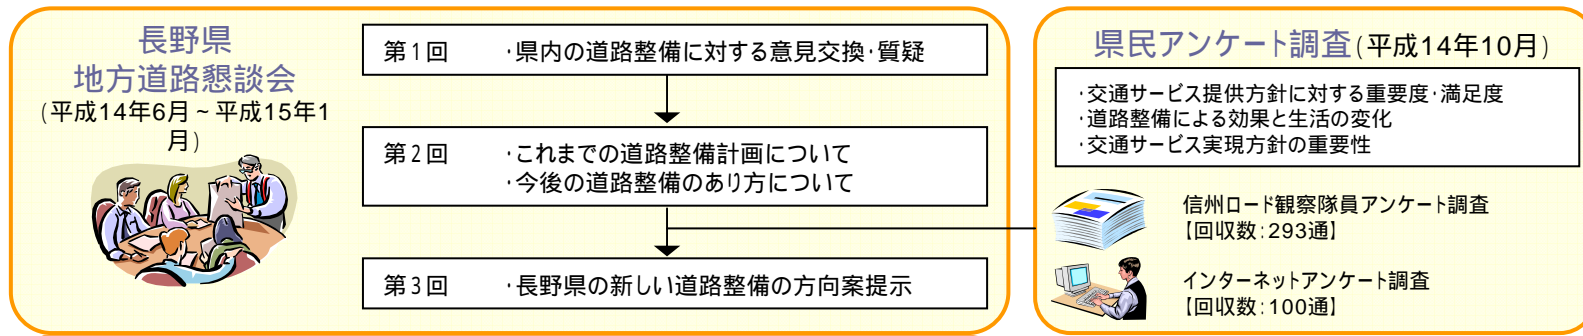 長野県
地方道路懇談会
(平成14年6月~平成15年1
月)
第1回 ・県内の道路整備に対する意見交換・質疑
第2回 ・これまでの道路整備計画について
・今後の道路整備のあり方について
第3回 ・長野県の新しい道路整備の方向案提示
県民アンケート調査(平成14年10月)
・交通サービス提供方針に対する重要度・満足度
・道路整備による効果と生活の変化
・交通サービス実現方針の重要性
信州ロード観察隊員アンケート調査
【回収数:293通】
インターネットアンケート調査
【回収数:100通】